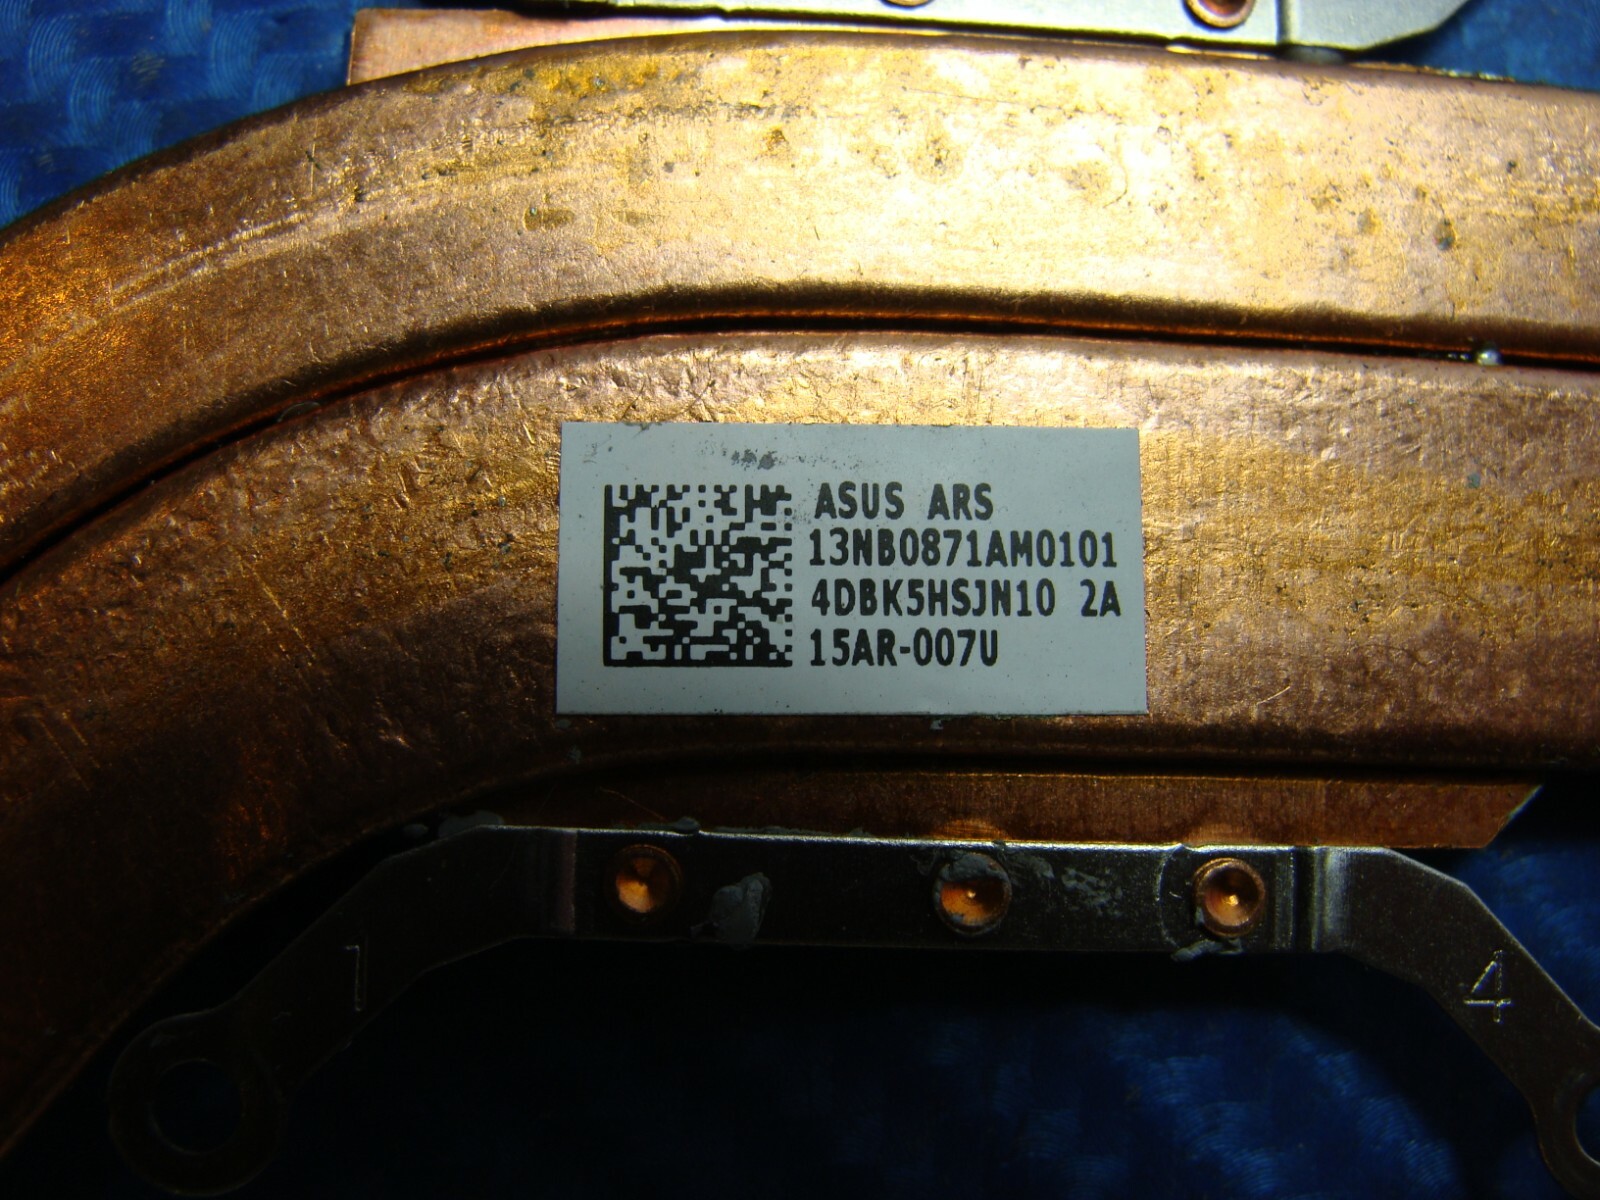 ASUS ARS
13NB0871AM0101
4DBK5HSJN10 2A
15AR-007U
1
4